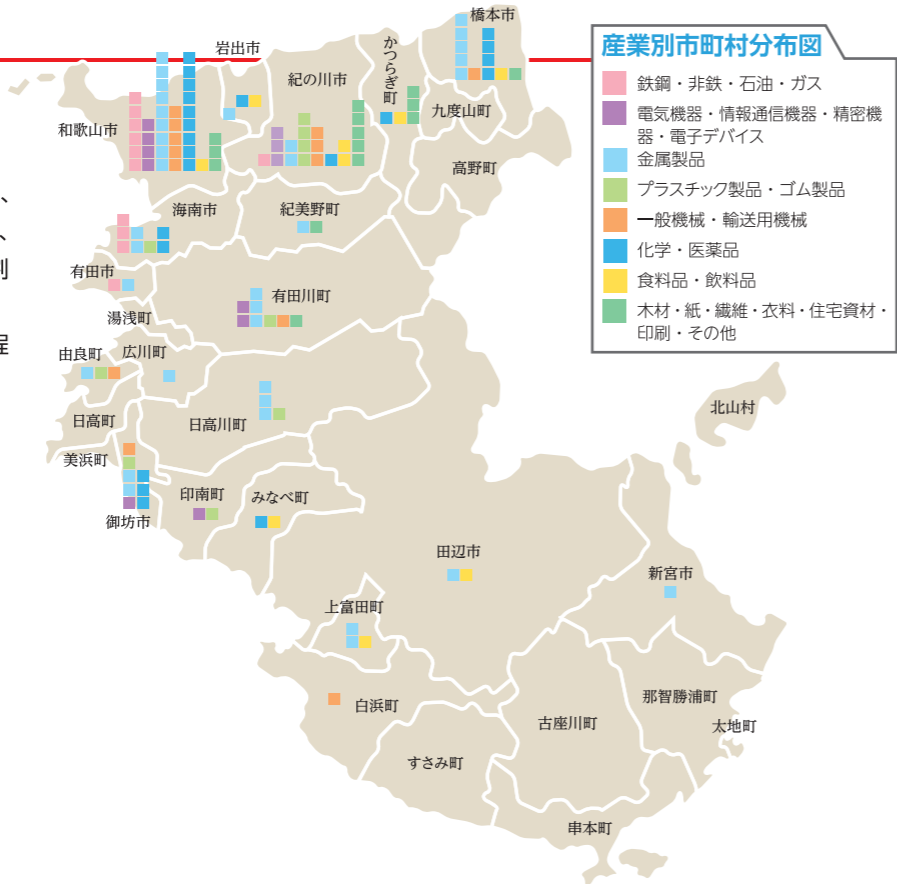 産業別市町村分布図
鉄鋼・非鉄・石油・ガス
電気機器・情報通信機器・精密機
器・電子デバイス
金属製品
プラスチック製品・ゴム製品
一般機械・輸送用機械
化学・医薬品
食料品・飲料品
木材・紙・繊維・衣料・住宅資材・
印刷・その他
橋本市
岩出市
かつらぎ町
紀の川市
和歌山市
九度山町
高野町
、
海南市
紀美野町
、
有田市
有田川町
湯浅町
由良町
広川町
日高町
日高川町
北山村
美浜町
印南町
みなべ町
御坊市
田辺市
新宮市
上富田町
那智勝浦町
白浜町
古座川町
太地町
すさみ町
串本町